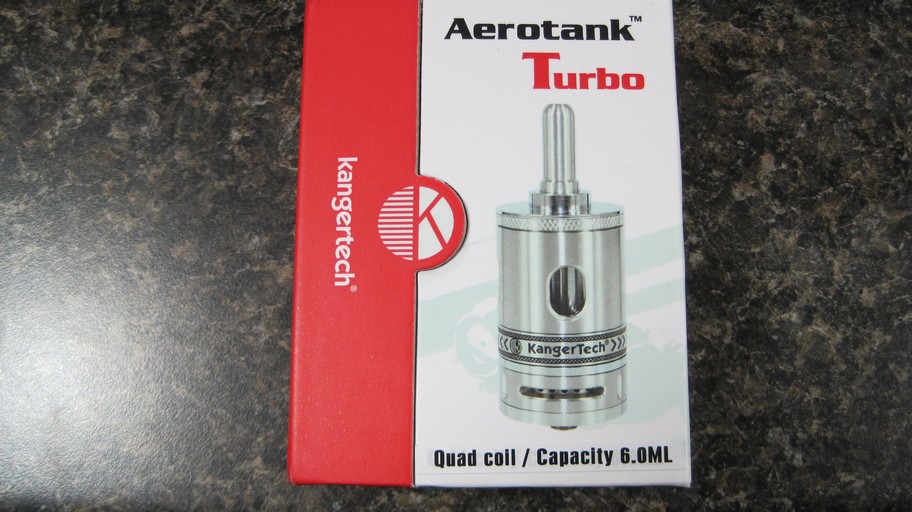 Aerotank™
Turbo
kangertech®
K
KangerTech®
Quad coil / Capacity 6.0ML